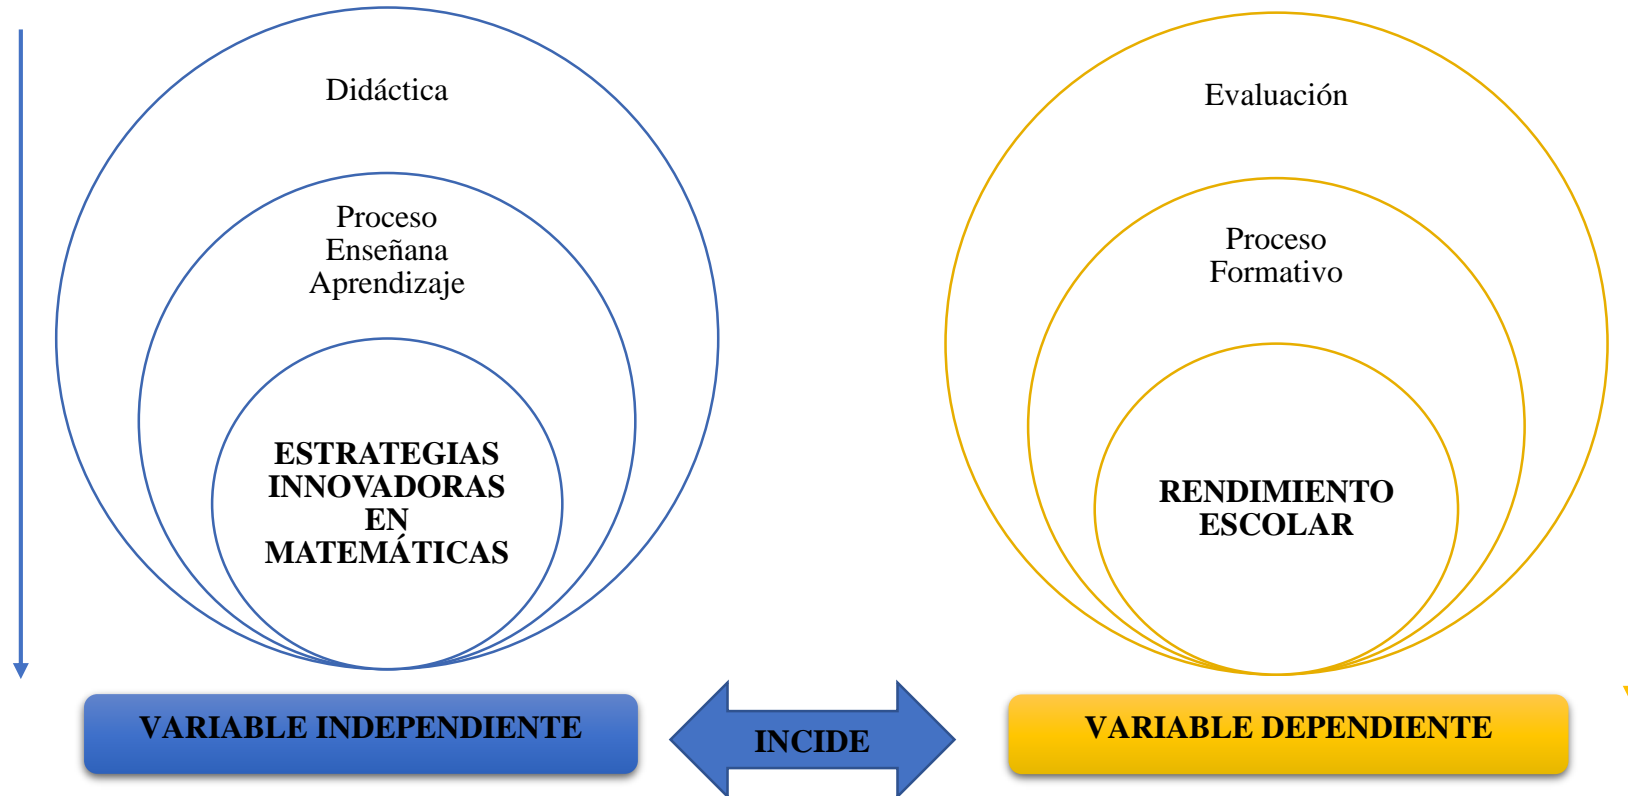 Didáctica
Proceso
Enseñana
Aprendizaje
ESTRATEGIAS
INNOVADORAS
EN
MATEMÁTICAS
VARIABLE INDEPENDIENTE
INCIDE
Evaluación
Proceso
Formativo
RENDIMIENTO
ESCOLAR
VARIABLE DEPENDIENTE